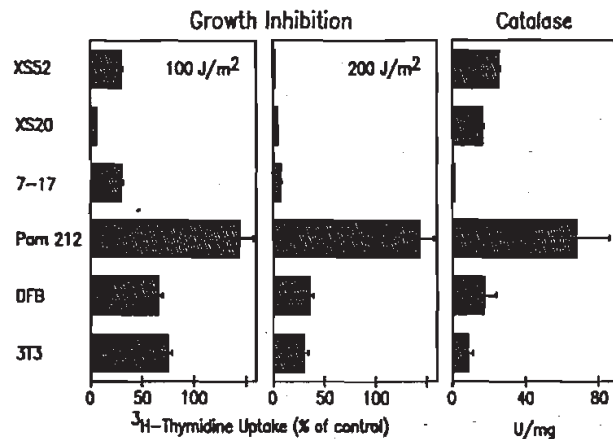 Growth Inhibition
Catalase
100 J/m²
200 J/m²
XS52
XS20
7-17
Pam 212
DFB
3T3
0 50 100 150
0 100
0 40 80
³H-Thymidine Uptake (% of control)
U/mg